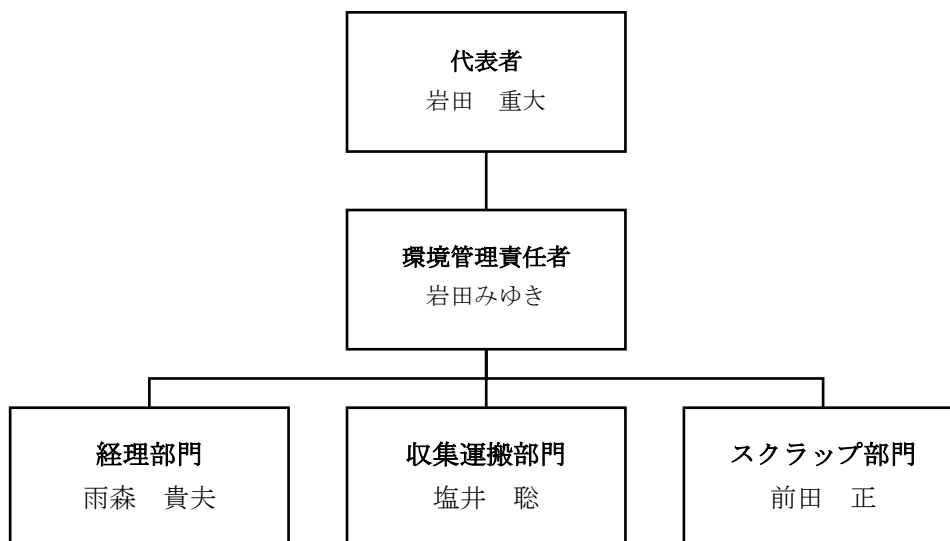 代表者
岩田　重大
環境管理責任者
岩田みゆき
経理部門
雨森　貴夫
収集運搬部門
塩井　聡
スクラップ部門
前田　正